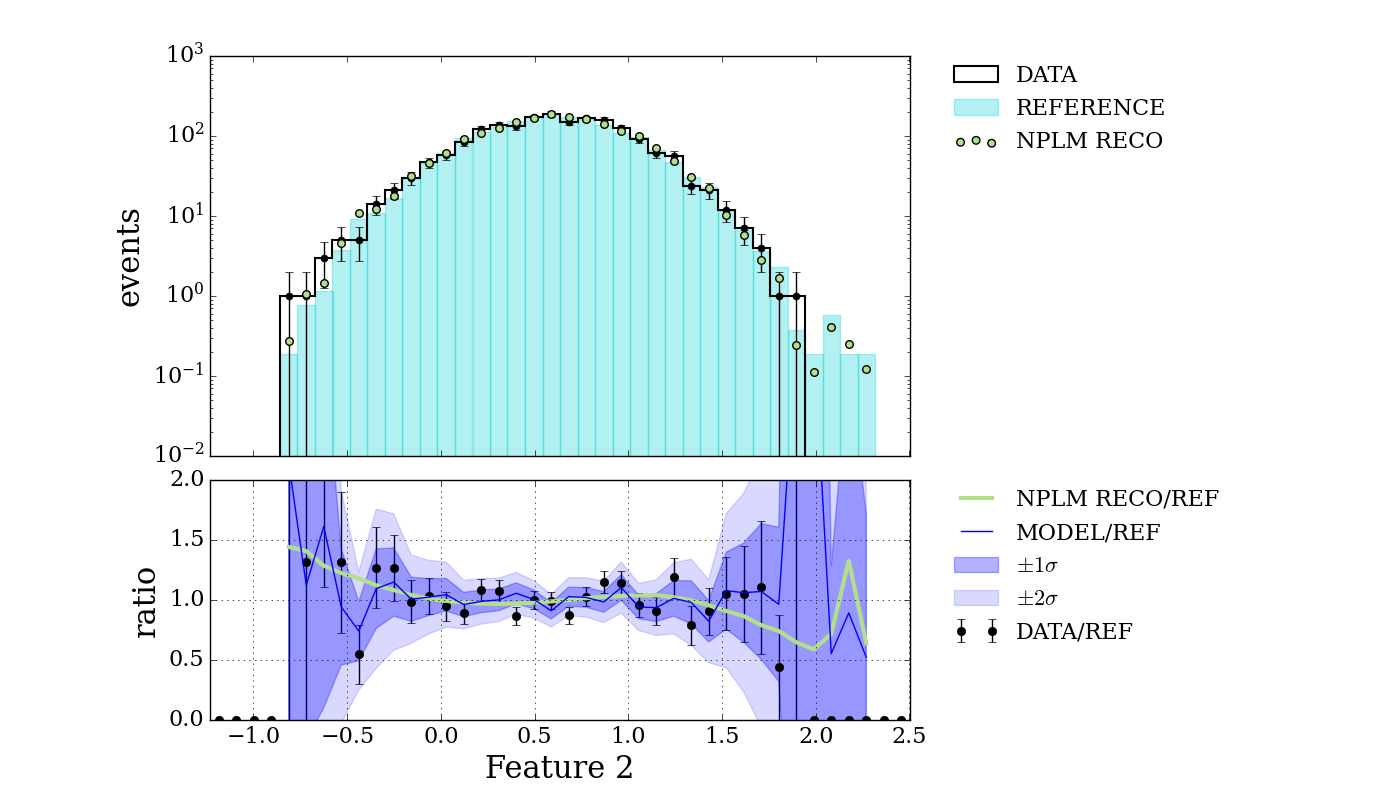 10³
10²
10¹
10⁰
10⁻¹
10⁻²
events
DATA
REFERENCE
NPLM RECO
2.0
1.5
1.0
0.5
0.0
ratio
−1.0 −0.5 0.0 0.5 1.0 1.5 2.0 2.5
Feature 2
NPLM RECO/REF
MODEL/REF
±1σ
±2σ
DATA/REF